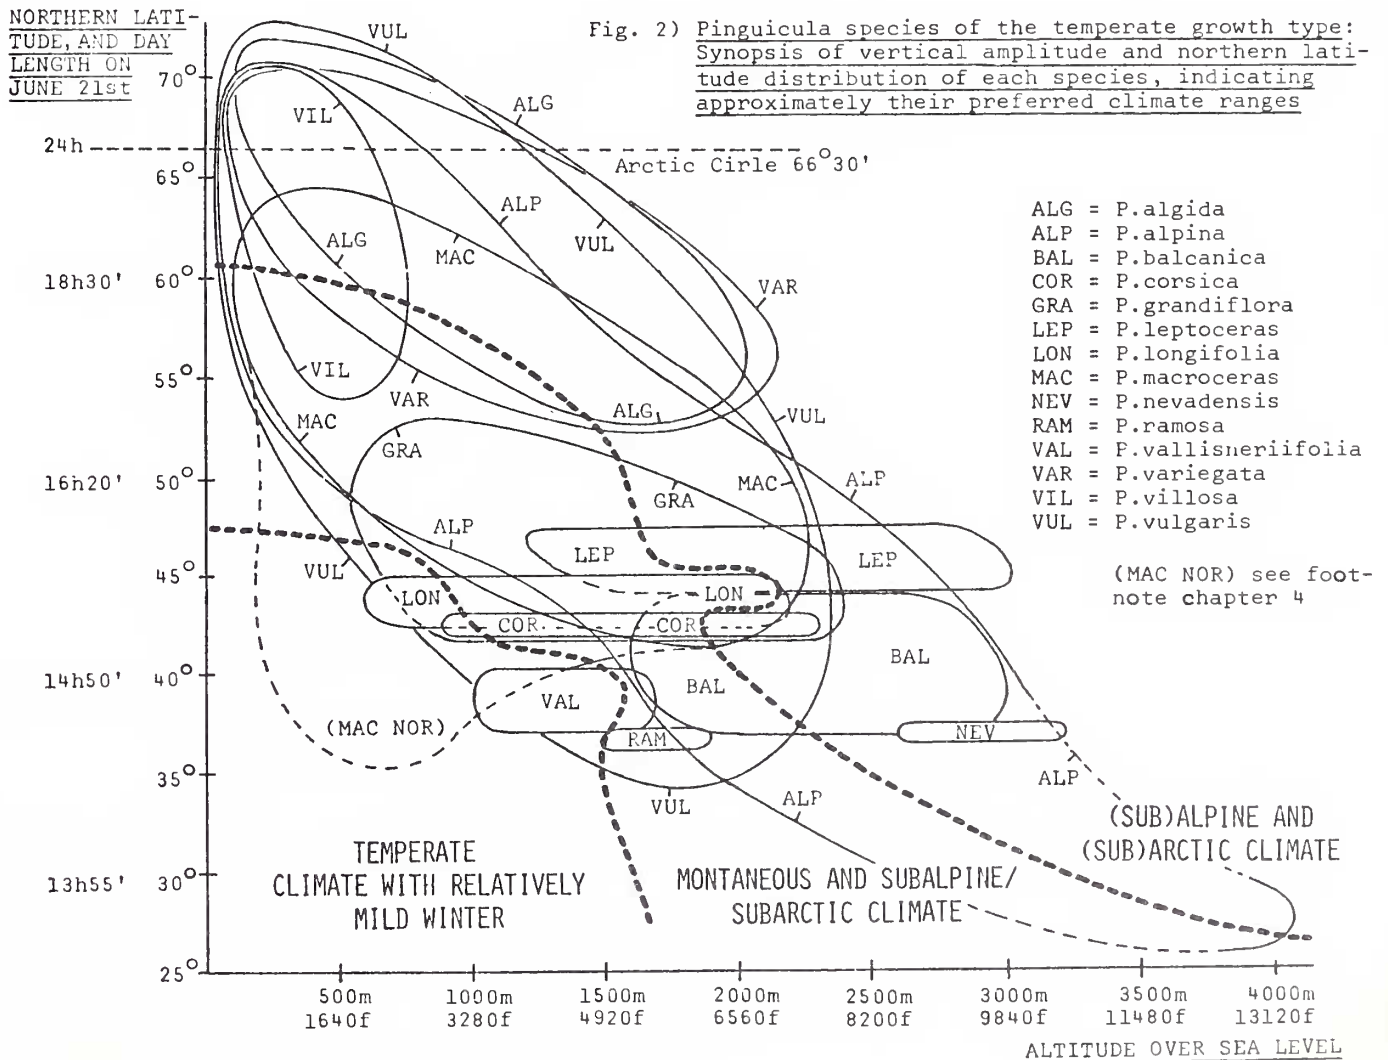 NORTHERN LATI-
TUDE, AND DAY
LENGTH ON
JUNE 21st
Fig. 2) Pinguicula species of the temperate growth type:
Synopsis of vertical amplitude and northern lati-
tude distribution of each species, indicating
approximately their preferred climate ranges
VUL
70°
ALG
VIL
24h
Arctic Cirle 66°30'
65°
ALP
ALG
MAC
VUL
18h30'
60°
VAR
VIL
55°
VAR
ALG
VUL
MAC
GRA
16h20'
50°
GRA
MAC
ALP
ALP
LEP
LEP
VUL
45°
LON
LON
COR
COR
BAL
14h50'
40°
VAL
BAL
(MAC NOR)
RAM
NEV
35°
VUL
ALP
ALP
ALG = P.algida
ALP = P.alpina
BAL = P.balcanica
COR = P.corsica
GRA = P.grandiflora
LEP = P.leptoceras
LON = P.longifolia
MAC = P.macroceras
NEV = P.nevadensis
RAM = P.ramosa
VAL = P.vallisneriifolia
VAR = P.variegata
VIL = P.villosa
VUL = P.vulgaris
(MAC NOR) see foot-
note chapter 4
TEMPERATE
CLIMATE WITH RELATIVELY
MILD WINTER
MONTANEOUS AND SUBALPINE/
SUBARCTIC CLIMATE
(SUB)ALPINE AND
(SUB)ARCTIC CLIMATE
13h55'
30°
25°
500m 1000m 1500m 2000m 2500m 3000m 3500m 4000m
1640f 3280f 4920f 6560f 8200f 9840f 11480f 13120f
ALTITUDE OVER SEA LEVEL